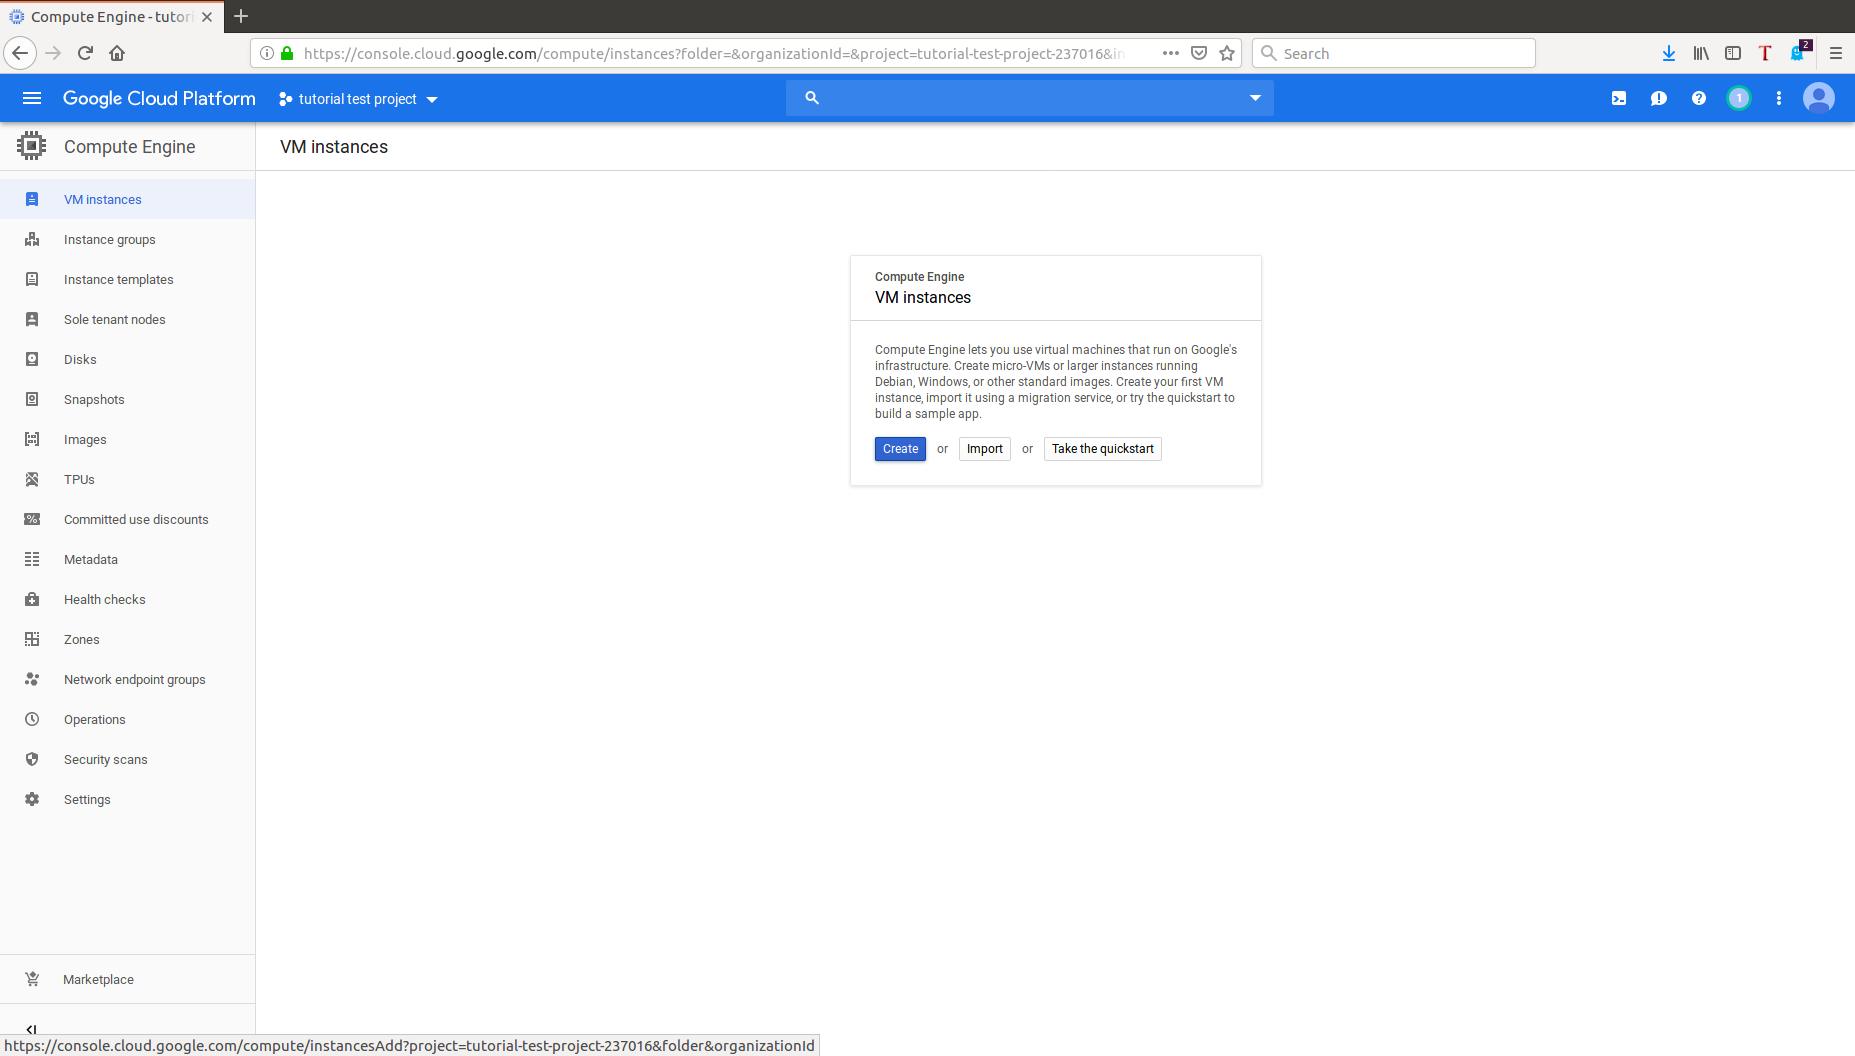 Compute Engine - tutori
https://console.cloud.google.com/compute/instances?folder=&organizationId=&project=tutorial-test-project-237016&in
Search
2
Google Cloud Platform
tutorial test project
1
Compute Engine
VM instances
VM instances
Instance groups
Instance templates
Sole tenant nodes
Disks
Snapshots
Images
TPUs
Committed use discounts
Metadata
Health checks
Zones
Network endpoint groups
Operations
Security scans
Settings
Marketplace
Compute Engine
VM instances
Compute Engine lets you use virtual machines that run on Google's
infrastructure. Create micro-VMs or larger instances running
Debian, Windows, or other standard images. Create your first VM
instance, import it using a migration service, or try the quickstart to
build a sample app.
Create or Import or Take the quickstart
https://console.cloud.google.com/compute/instancesAdd?project=tutorial-test-project-237016&folder&organizationId